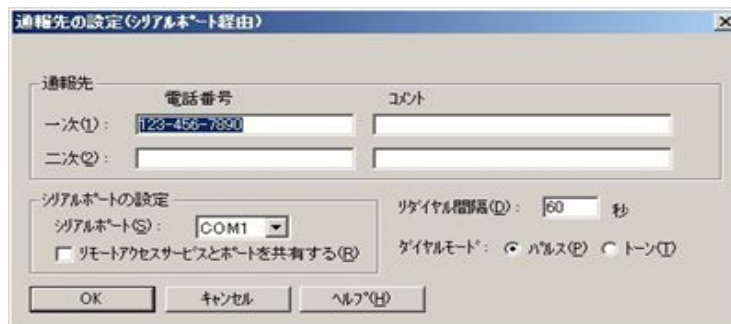 通報先の設定(シリアルポート経由)
通報先
電話番号 コメント
一次(1): 123-456-7890
二次(2):
シリアルポートの設定
シリアルポート(S): COM1
リモートアクセスサービスとポートを共有する(R)
リダイヤル間隔(D): 60 秒
ダイヤルモード: パルス(P) トーン(T)
OK キャンセル ヘルプ(H)